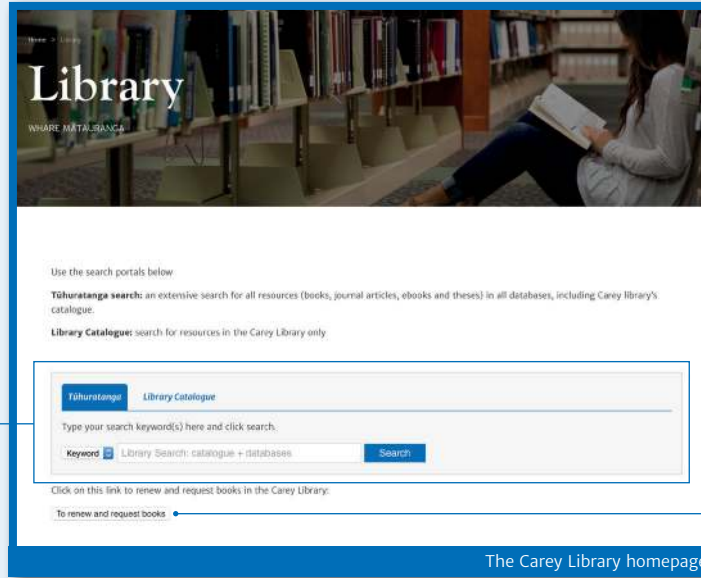 Home > Library
Library
WHARE MĀTAURANGA
Use the search portals below
Tūhuratanga search: an extensive search for all resources (books, journal articles, ebooks and theses) in all databases, including Carey library's
catalogue.
Library Catalogue: search for resources in the Carey Library only
Tūhuratanga Library Catalogue
Type your search keyword(s) here and click search.
Keyword Library Search: catalogue + databases Search
Click on this link to renew and request books in the Carey Library:
To renew and request books
The Carey Library homepage